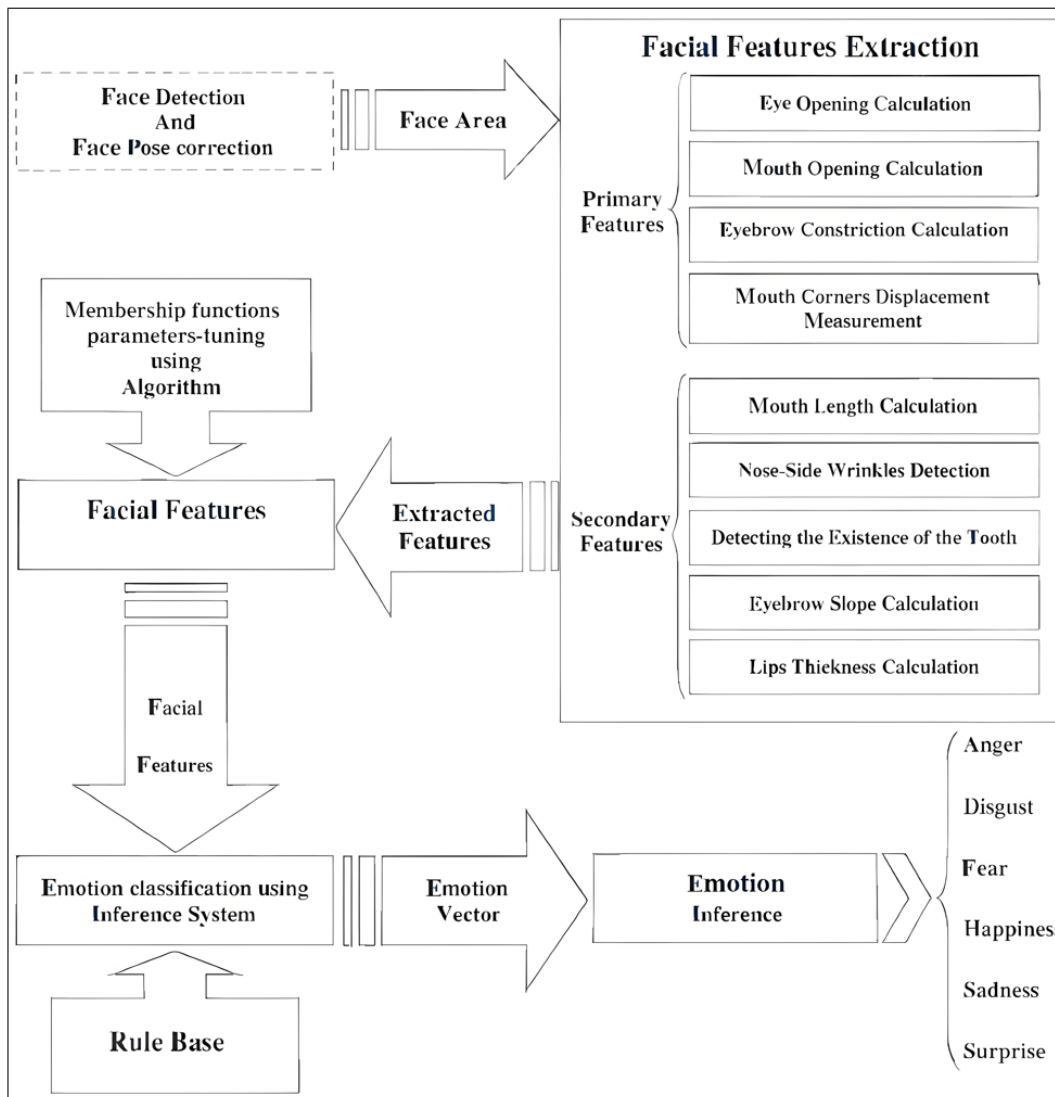 Face Detection
And
Face Pose correction
Face Area
Facial Features Extraction
Primary
Features
Eye Opening Calculation
Mouth Opening Calculation
Eyebrow Constriction Calculation
Mouth Corners Displacement
Measurement
Secondary
Features
Mouth Length Calculation
Nose-Side Wrinkles Detection
Detecting the Existence of the Tooth
Eyebrow Slope Calculation
Lips Thickness Calculation
Membership functions
parameters-tuning
using
Algorithm
Extracted
Features
Facial Features
Facial
Features
Emotion classification using
Inference System
Rule Base
Emotion
Vector
Emotion
Inference
Anger
Disgust
Fear
Happiness
Sadness
Surprise